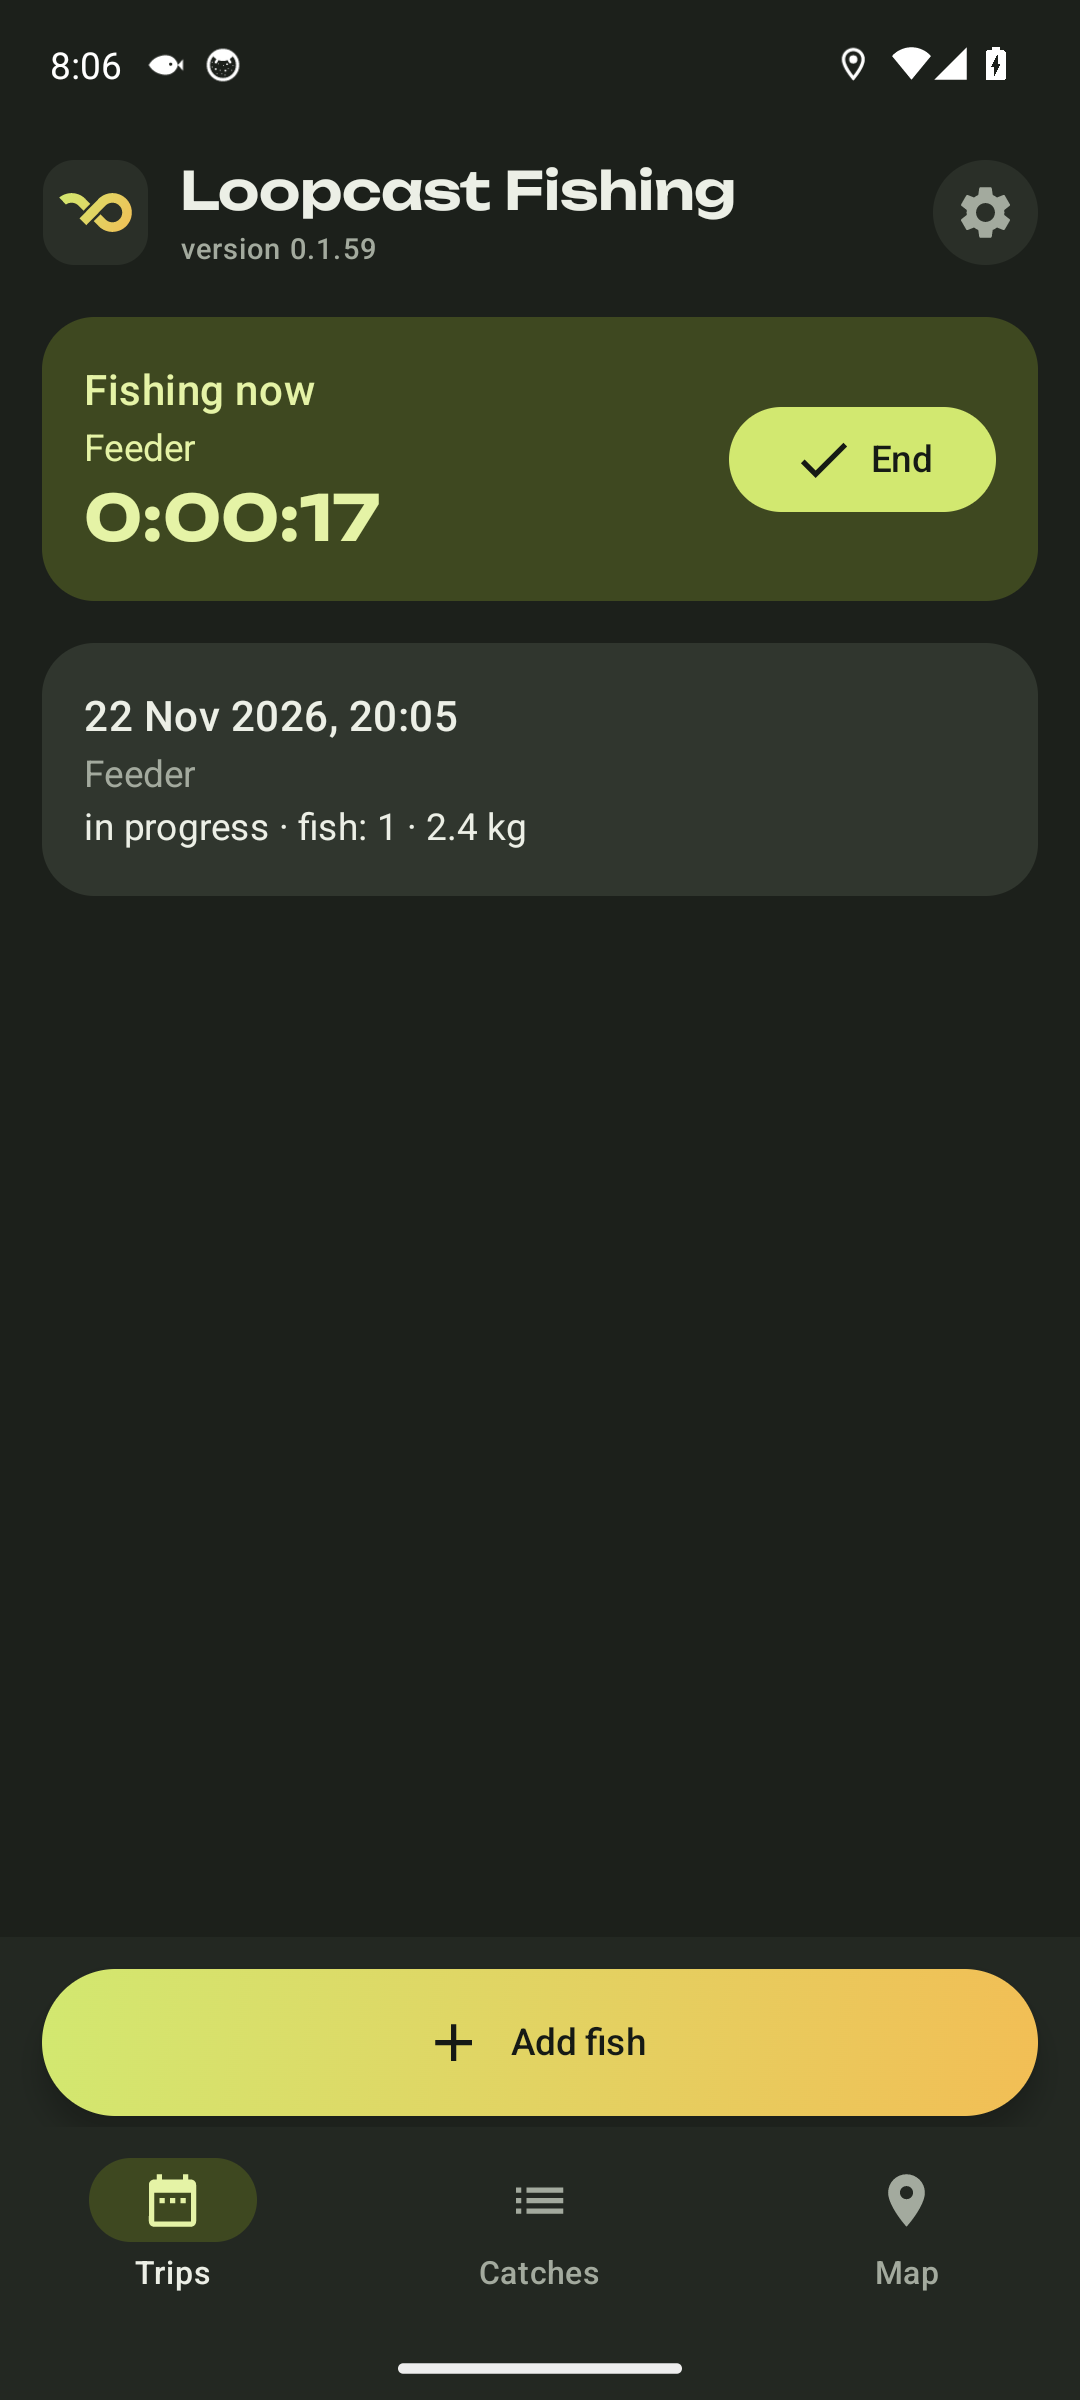 8:06
Loopcast Fishing
version 0.1.59
Fishing now
Feeder
0:00:17
End
22 Nov 2026, 20:05
Feeder
in progress · fish: 1 · 2.4 kg
Add fish
Trips
Catches
Map